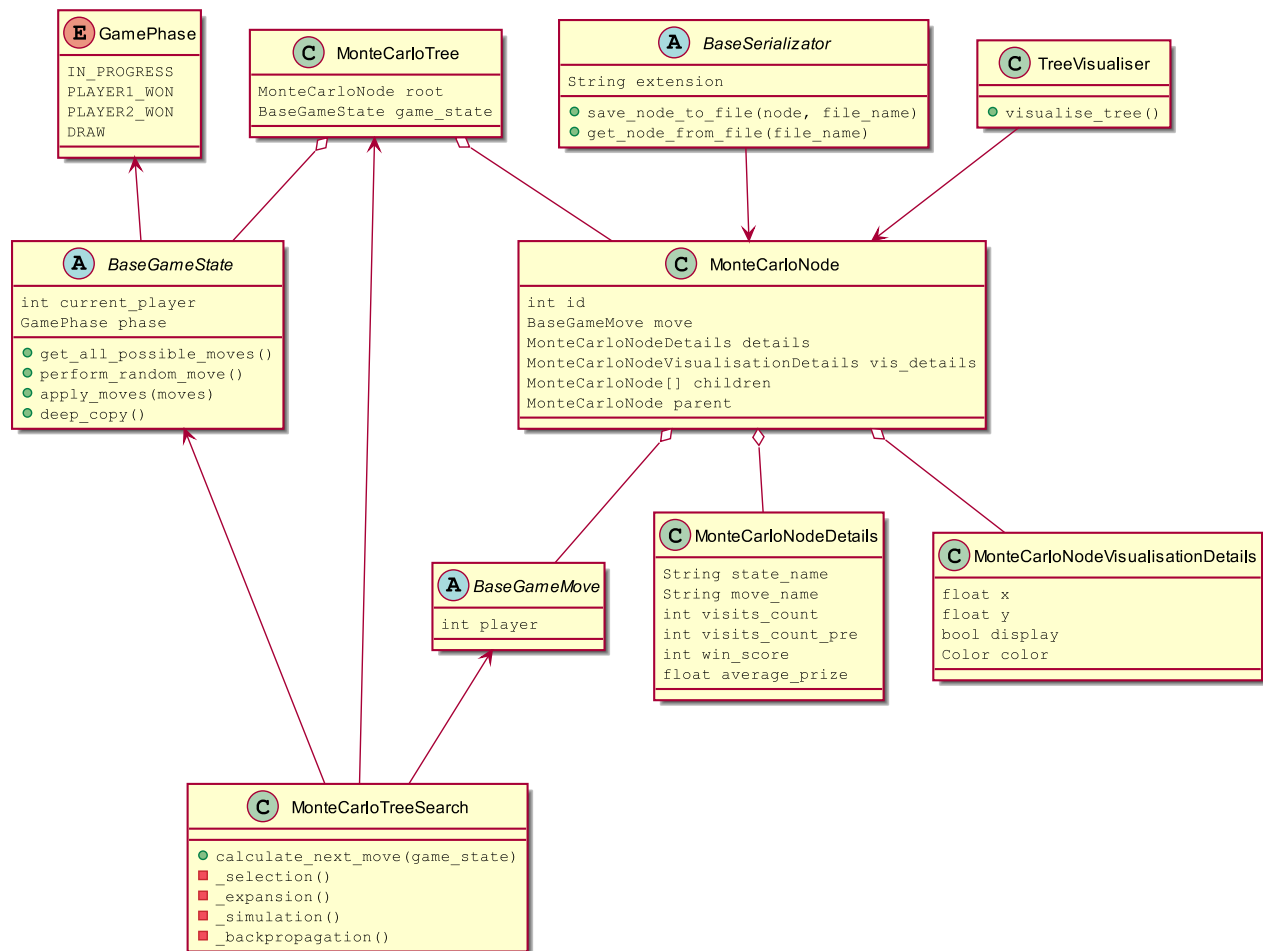 E GamePhase
IN_PROGRESS
PLAYER1_WON
PLAYER2_WON
DRAW
C MonteCarloTree
MonteCarloNode root
BaseGameState game_state
A BaseSerializator
String extension
save_node_to_file(node, file_name)
get_node_from_file(file_name)
C TreeVisualiser
visualise_tree()
A BaseGameState
int current_player
GamePhase phase
get_all_possible_moves()
perform_random_move()
apply_moves(moves)
deep_copy()
C MonteCarloNode
int id
BaseGameMove move
MonteCarloNodeDetails details
MonteCarloNodeVisualisationDetails vis_details
MonteCarloNode[] children
MonteCarloNode parent
A BaseGameMove
int player
C MonteCarloNodeDetails
String state_name
String move_name
int visits_count
int visits_count_pre
int win_score
float average_prize
C MonteCarloNodeVisualisationDetails
float x
float y
bool display
Color color
C MonteCarloTreeSearch
calculate_next_move(game_state)
_selection()
_expansion()
_simulation()
_backpropagation()